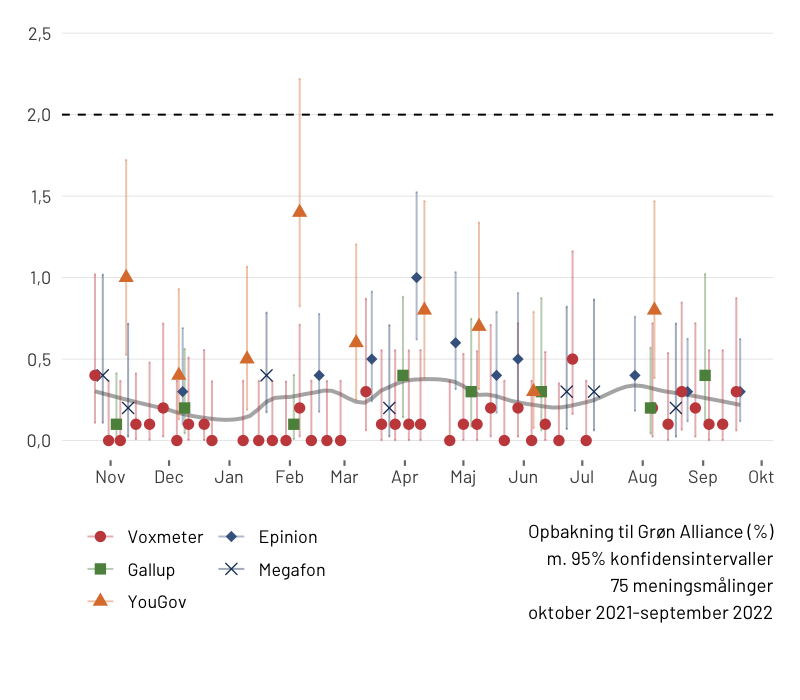 2,5
2,0
1,5
1,0
0,5
0,0
Nov Dec Jan Feb Mar Apr Maj Jun Jul Aug Sep Okt
Voxmeter Epinion
Gallup Megafon
YouGov
Opbakning til Grøn Alliance (%)
m. 95% konfidensintervaller
75 meningsmålinger
oktober 2021-september 2022